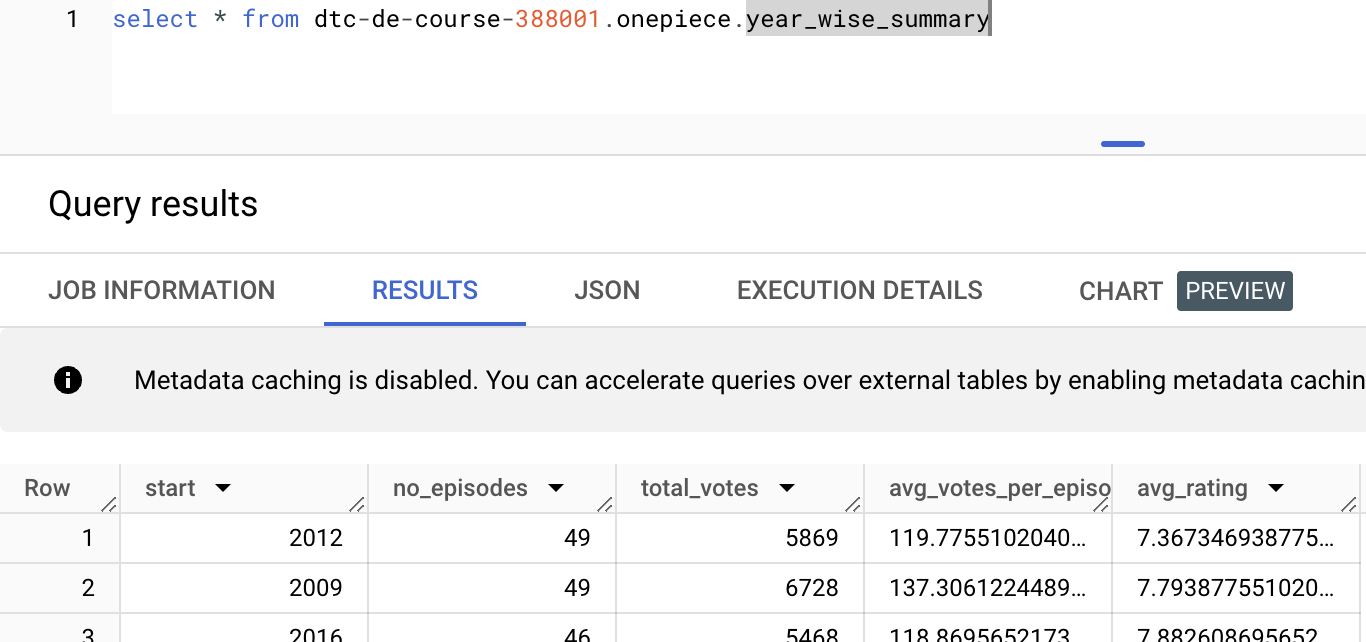 1 select * from dtc-de-course-388001.onepiece.year_wise_summary
Query results
JOB INFORMATION RESULTS JSON EXECUTION DETAILS CHART PREVIEW
Metadata caching is disabled. You can accelerate queries over external tables by enabling metadata cachin
Row start no_episodes total_votes avg_votes_per_episo avg_rating
1 2012 49 5869 119.7755102040... 7.367346938775...
2 2009 49 6728 137.3061224489... 7.793877551020...
3 2016 46 5468 118.8695652173... 7.882608695652...